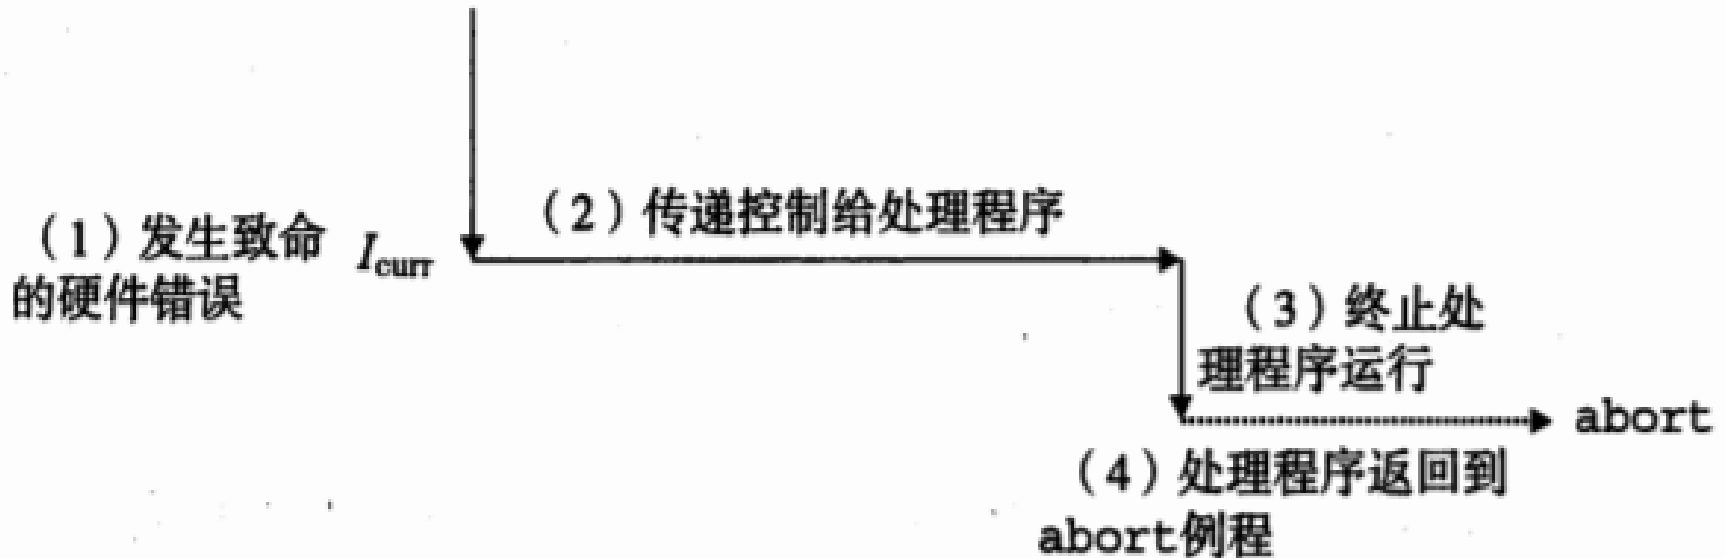 （1）发生致命
的硬件错误
Icurr
（2）传递控制给处理程序
（3）终止处
理程序运行
abort
（4）处理程序返回到
abort例程